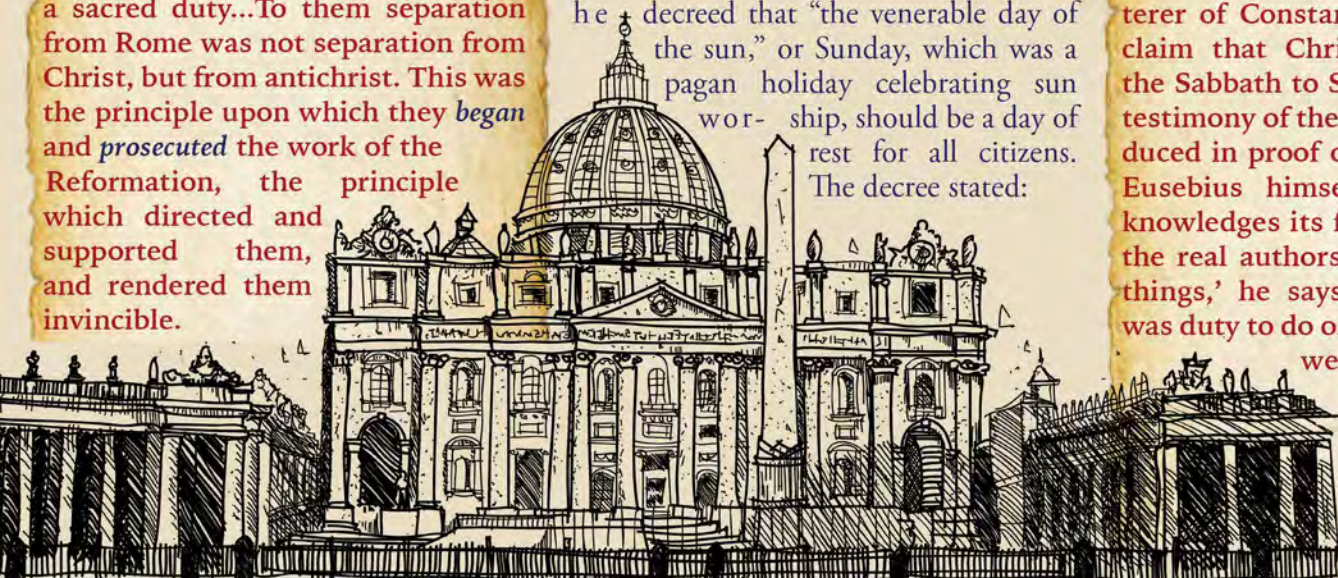 a sacred duty...To them separation
from Rome was not separation from
Christ, but from antichrist. This was
the principle upon which they began
and prosecuted the work of the
Reformation, the principle
which directed and
supported them,
and rendered them
invincible.
he decreed that “the venerable day of
the sun,” or Sunday, which was a
pagan holiday celebrating sun
wor- ship, should be a day of
rest for all citizens.
The decree stated:
terer of
claim that
the Sabbath to
testimony of the
duced in proof
Eusebius
knowledges its
the real
things,’ he says
was duty to do